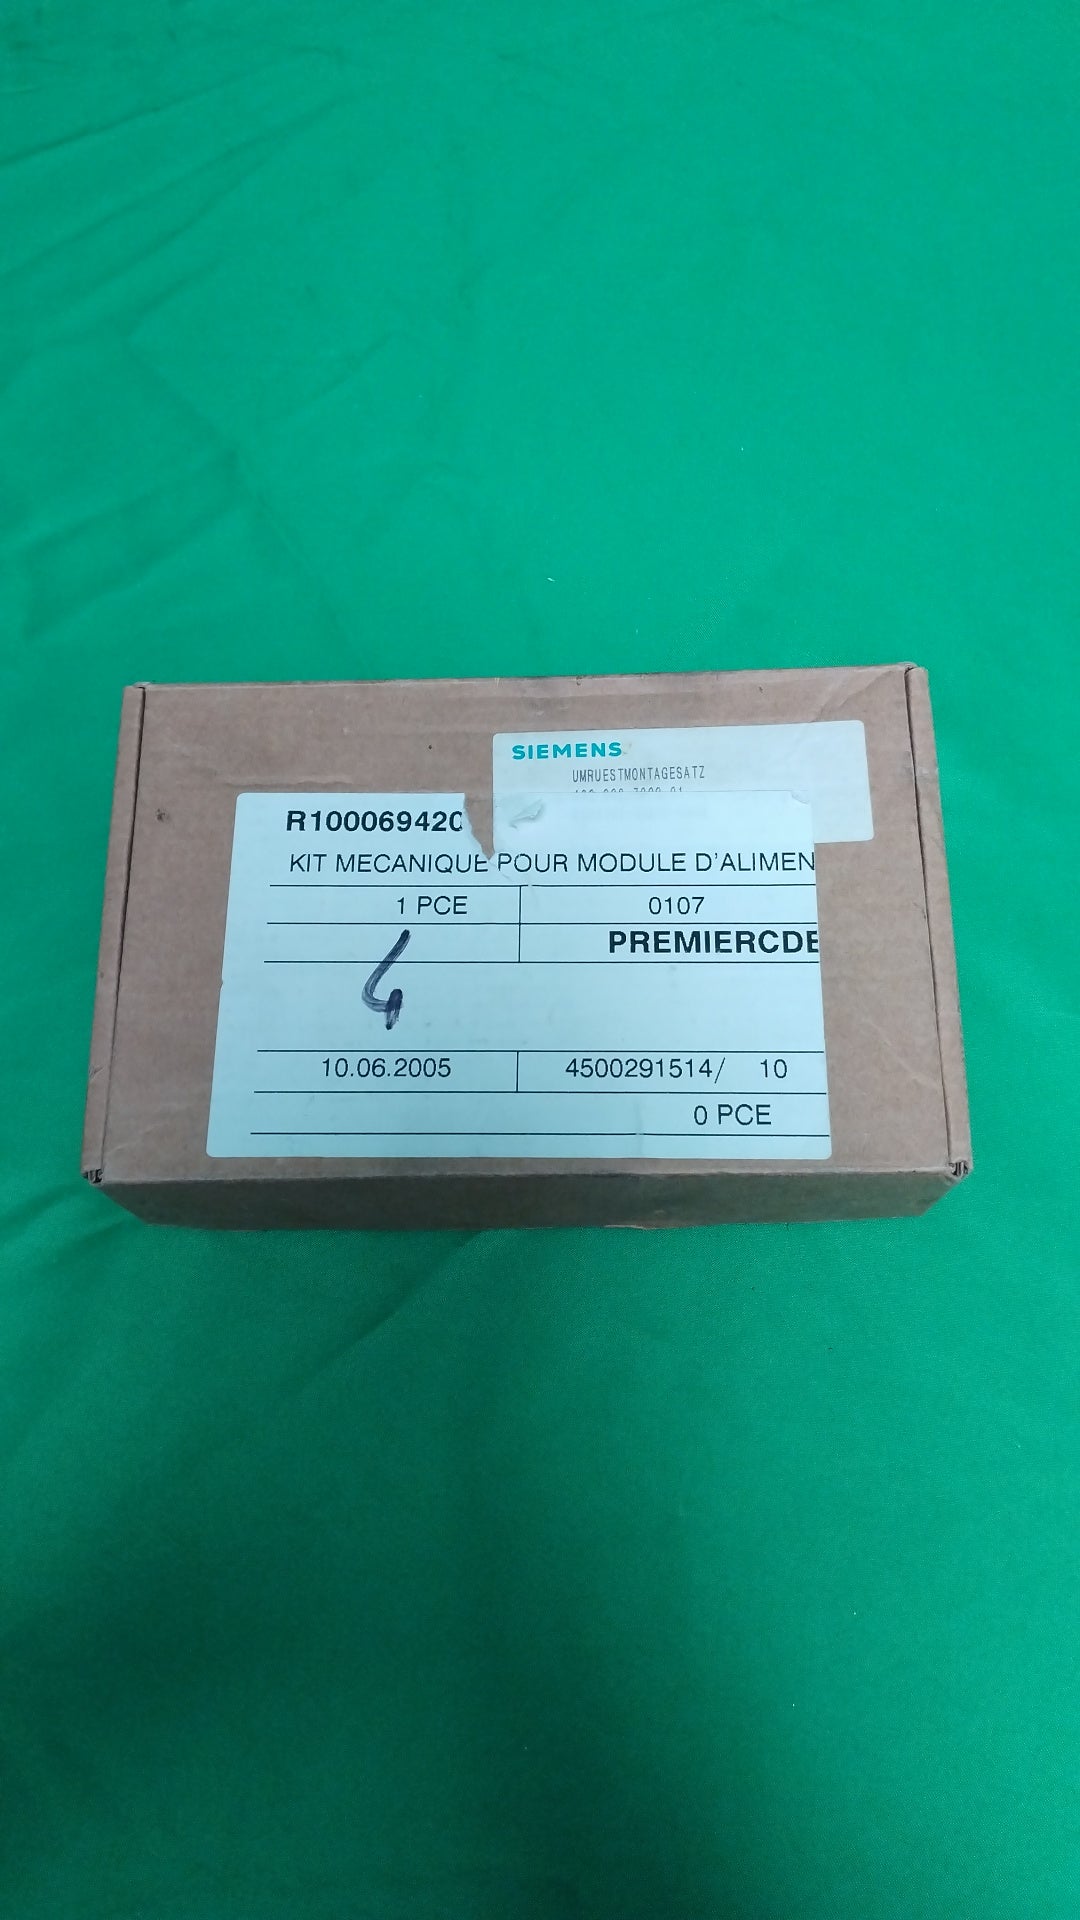 SIEMENS
UMRUESTMONTAGESATZ
R100069420
KIT MECANIQUE POUR MODULE D'ALIMEN
1 PCE 0107
PREMIERCDE
4
10.06.2005 4500291514/ 10
0 PCE